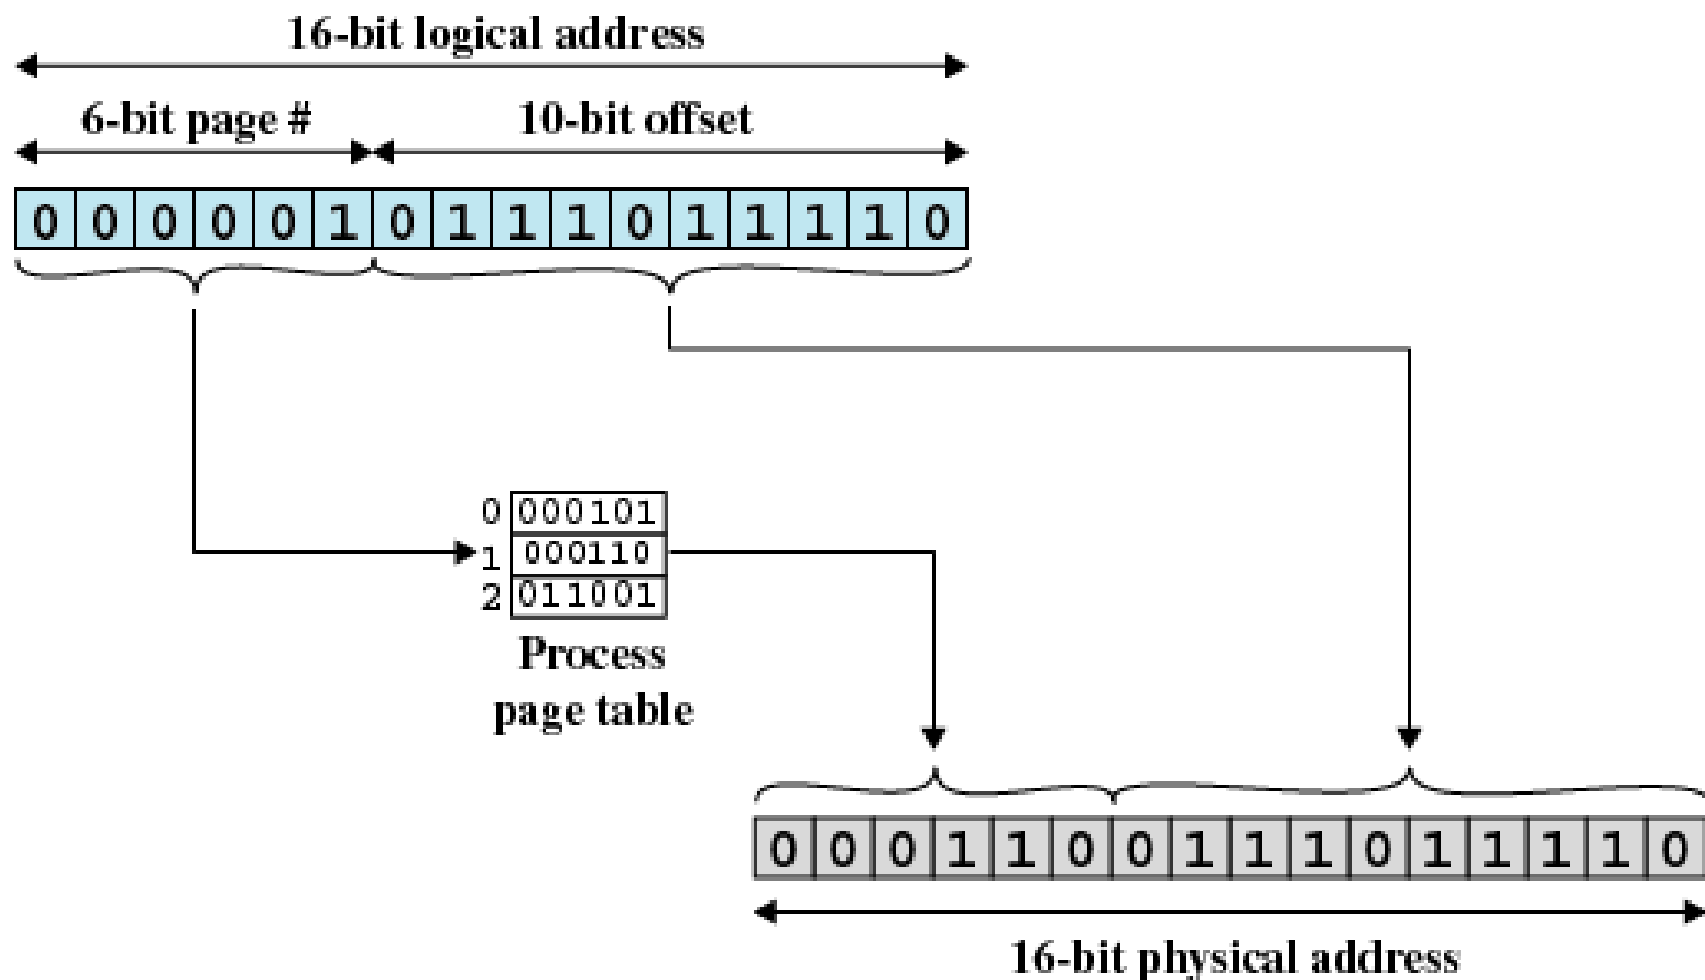 16-bit logical address
6-bit page # 10-bit offset
0 0 0 0 0 1 0 1 1 1 0 1 1 1 1 0
0 000101
1 000110
2 011001
Process
page table
0 0 0 1 1 0 0 1 1 1 0 1 1 1 1 0
16-bit physical address